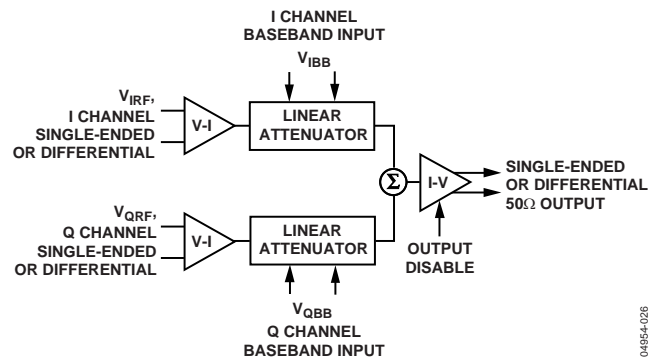 I CHANNEL
BASEBAND INPUT
VIBB
VIRF,
I CHANNEL
SINGLE-ENDED
OR DIFFERENTIAL
V-I
LINEAR
ATTENUATOR
Σ
I-V
SINGLE-ENDED
OR DIFFERENTIAL
50Ω OUTPUT
OUTPUT
DISABLE
VQRF,
Q CHANNEL
SINGLE-ENDED
OR DIFFERENTIAL
V-I
LINEAR
ATTENUATOR
VQBB
Q CHANNEL
BASEBAND INPUT
04954-026